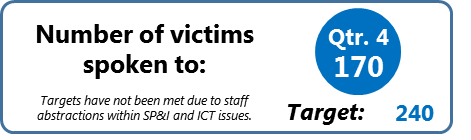 Number of victims
spoken to:
Targets have not been met due to staff
abstractions within SP&I and ICT issues.
Qtr. 4
170
Target: 240